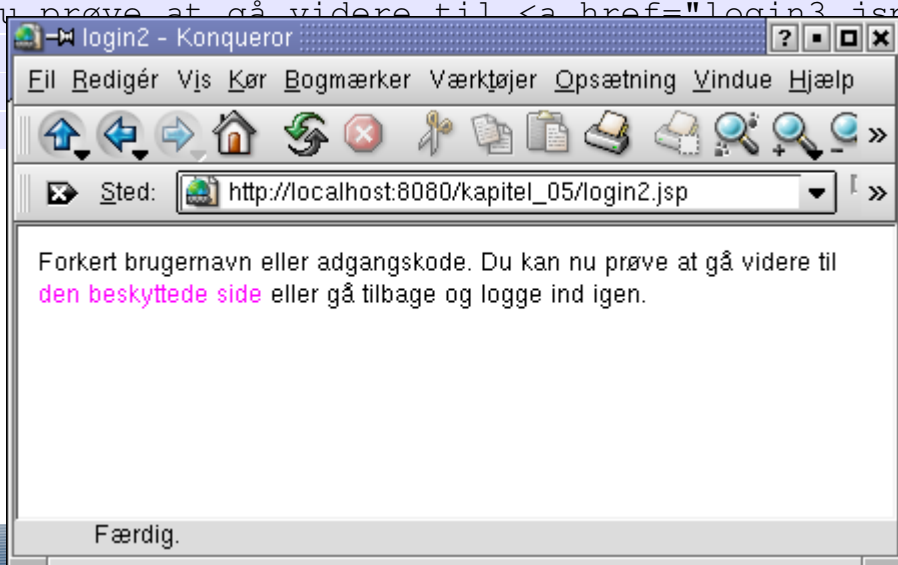 u prøve at gå videre til <a href="login3.jsp
login2 - Konqueror
Fil Redigér Vis Kør Bogmærker Værktøjer Opsætning Vindue Hjælp
Sted: http://localhost:8080/kapitel_05/login2.jsp
Forkert brugernavn eller adgangskode. Du kan nu prøve at gå videre til
den beskyttede side eller gå tilbage og logge ind igen.
Færdig.